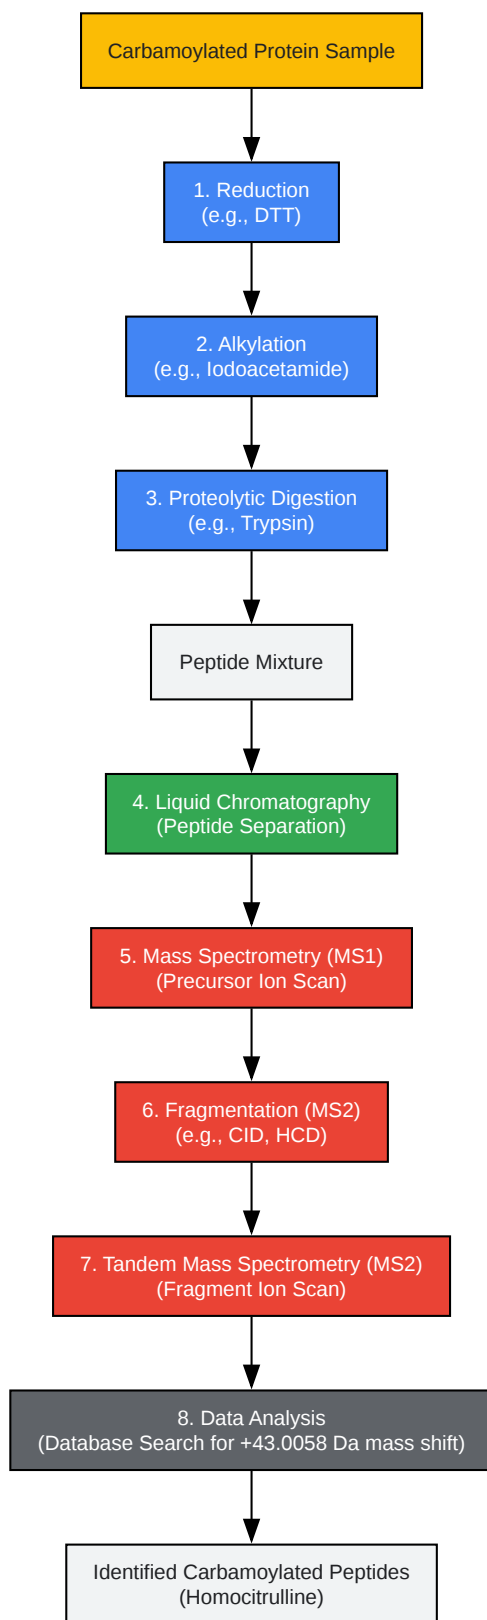 Carbamoylated Protein Sample
1. Reduction
(e.g., DTT)
2. Alkylation
(e.g., Iodoacetamide)
3. Proteolytic Digestion
(e.g., Trypsin)
Peptide Mixture
4. Liquid Chromatography
(Peptide Separation)
5. Mass Spectrometry (MS1)
(Precursor Ion Scan)
6. Fragmentation (MS2)
(e.g., CID, HCD)
7. Tandem Mass Spectrometry (MS2)
(Fragment Ion Scan)
8. Data Analysis
(Database Search for +43.0058 Da mass shift)
Identified Carbamoylated Peptides
(Homocitrulline)